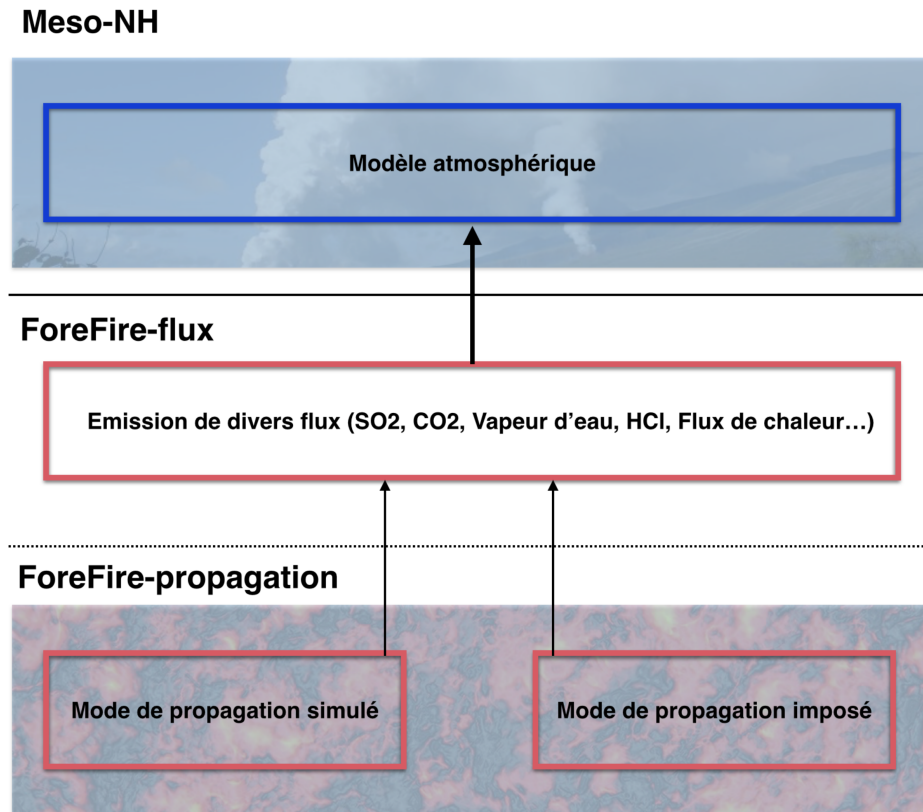 Meso-NH
Modèle atmosphérique
ForeFire-flux
Emission de divers flux (SO2, CO2, Vapeur d'eau, HCl, Flux de chaleur…)
ForeFire-propagation
Mode de propagation simulé
Mode de propagation imposé